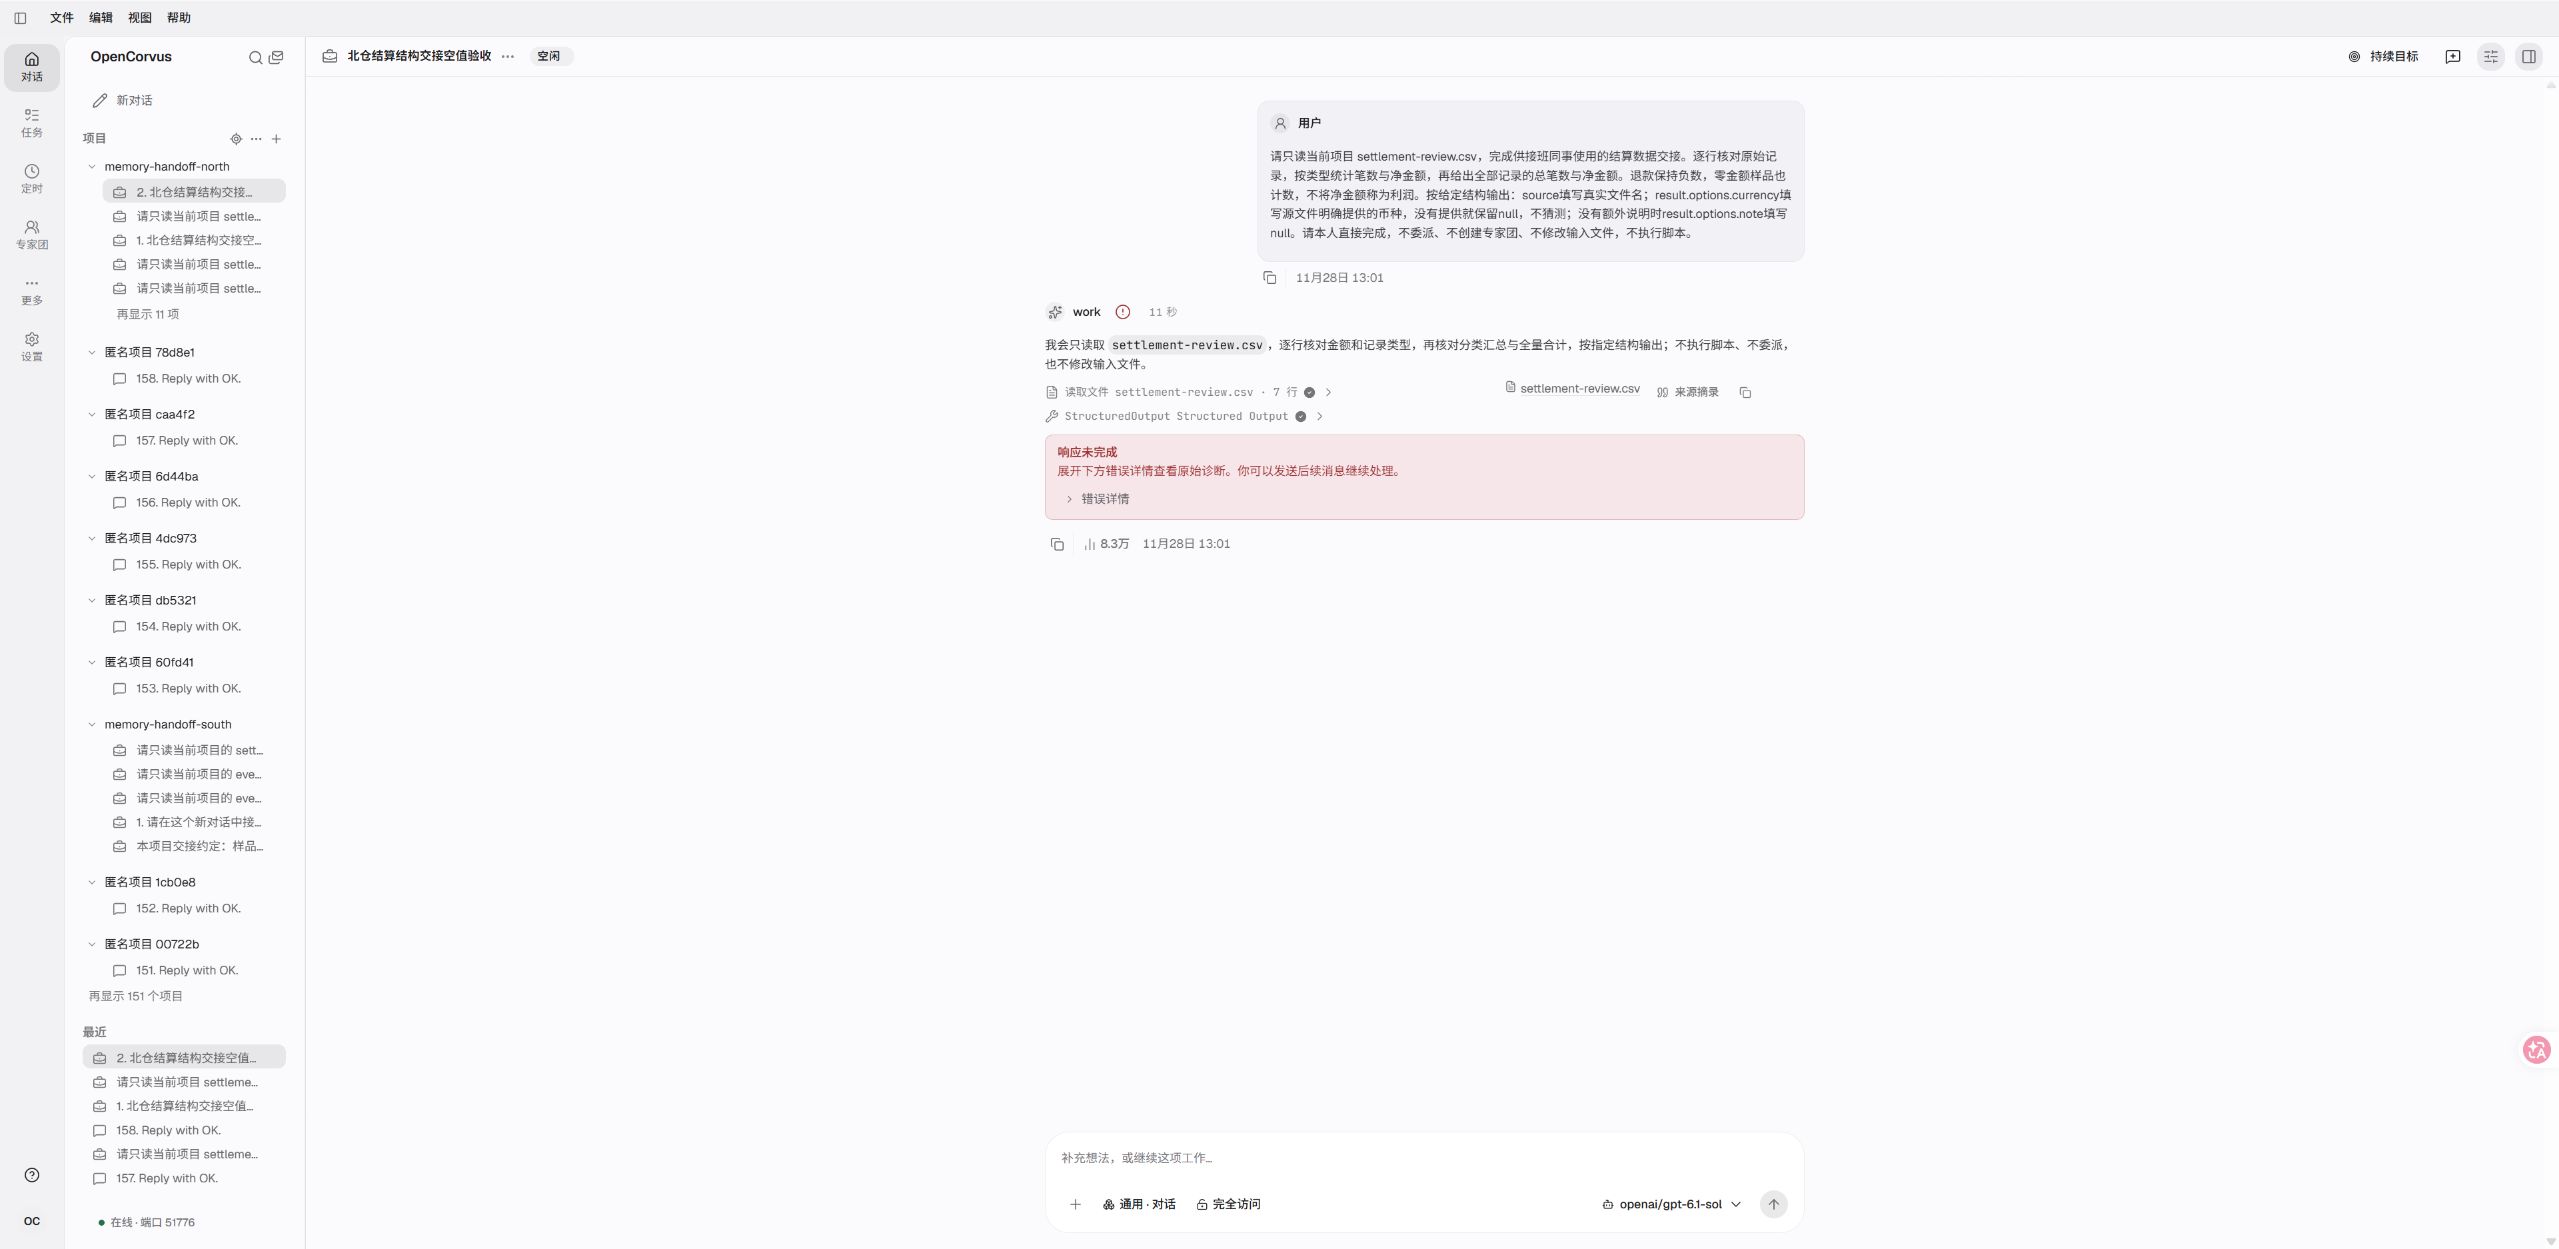 文件 编辑 视图 帮助
对话
任务
定时
专家团
更多
设置
OC
OpenCorvus
新对话
项目
memory-handoff-north
2. 北仓结算结构交接...
请只读当前项目 settle...
1. 北仓结算结构交接空...
请只读当前项目 settle...
请只读当前项目 settle...
再显示 11 项
匿名项目 78d8e1
158. Reply with OK.
匿名项目 caa4f2
157. Reply with OK.
匿名项目 6d44ba
156. Reply with OK.
匿名项目 4dc973
155. Reply with OK.
匿名项目 db5321
154. Reply with OK.
匿名项目 60fd41
153. Reply with OK.
memory-handoff-south
请只读当前项目的 sett...
请只读当前项目的 eve...
请只读当前项目的 eve...
1. 请在这个新对话中接...
本项目交接约定：样品...
匿名项目 1cb0e8
152. Reply with OK.
匿名项目 00722b
151. Reply with OK.
再显示 151 个项目
最近
2. 北仓结算结构交接空值...
请只读当前项目 settleme...
1. 北仓结算结构交接空值...
158. Reply with OK.
请只读当前项目 settleme...
157. Reply with OK.
在线 · 端口 51776
北仓结算结构交接空值验收 ··· 空闲
持续目标
用户
请只读当前项目 settlement-review.csv，完成供接班同事使用的结算数据交接。逐行核对原始记
录，按类型统计笔数与净金额，再给出全部记录的总笔数与净金额。退款保持负数，零金额样品也
计数，不将净金额称为利润。按给定结构输出：source填写真实文件名；result.options.currency填
写源文件明确提供的币种，没有提供就保留null，不猜测；没有额外说明时result.options.note填写
null。请本人直接完成，不委派、不创建专家团、不修改输入文件，不执行脚本。
11月28日 13:01
work 11 秒
我会只读取 settlement-review.csv，逐行核对金额和记录类型，再核对分类汇总与全量合计，按指定结构输出；不执行脚本、不委派，
也不修改输入文件。
读取文件 settlement-review.csv · 7 行 settlement-review.csv 来源摘录
StructuredOutput Structured Output
响应未完成
展开下方错误详情查看原始诊断。你可以发送后续消息继续处理。
错误详情
8.3万 11月28日 13:01
补充想法，或继续这项工作...
通用 · 对话 完全访问 openai/gpt-6.1-sol